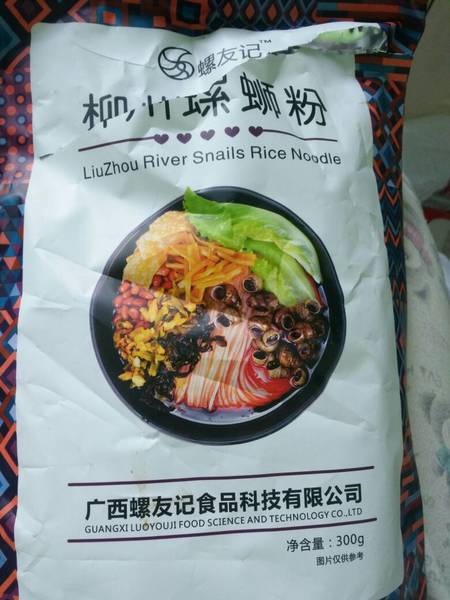 螺友记™
柳州螺蛳粉
LiuZhou River Snails Rice Noodle
广西螺友记食品科技有限公司
GUANGXI LUOYOUJI FOOD SCIENCE AND TECHNOLOGY CO.,LTD
净含量：300g
图片仅供参考